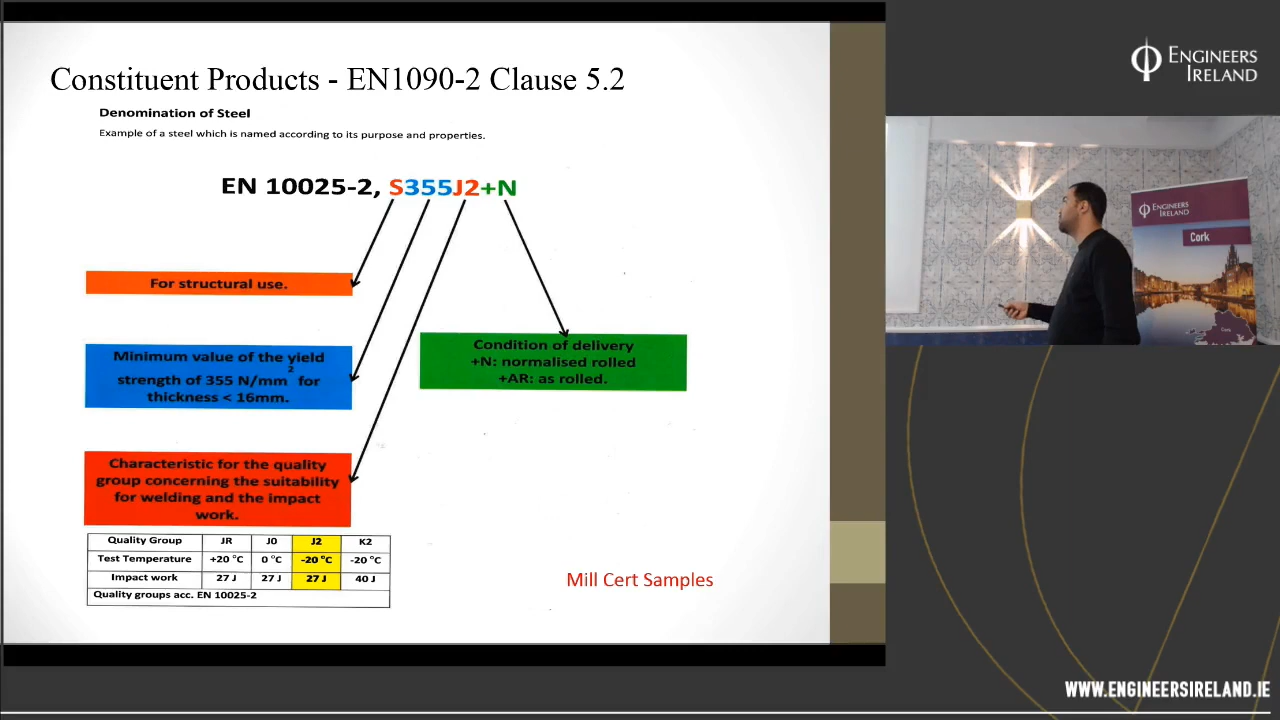 Constituent Products - EN1090-2 Clause 5.2
Denomination of Steel
Example of a steel which is named according to its purpose and properties.
EN 10025-2, S355J2+N
For structural use.
Minimum value of the yield
strength of 355 N/mm2 for
thickness < 16mm.
Condition of delivery
+N: normalised rolled
+AR: as rolled.
Characteristic for the quality
group concerning the suitability
for welding and the impact
work.
Quality Group JR J0 J2 K2
Test Temperature +20 °C 0 °C -20 °C -20 °C
Impact work 27 J 27 J 27 J 40 J
Quality groups acc. EN 10025-2
Mill Cert Samples
ENGINEERS
IRELAND
ENGINEERS
IRELAND
Cork
WWW.ENGINEERSIRELAND.IE